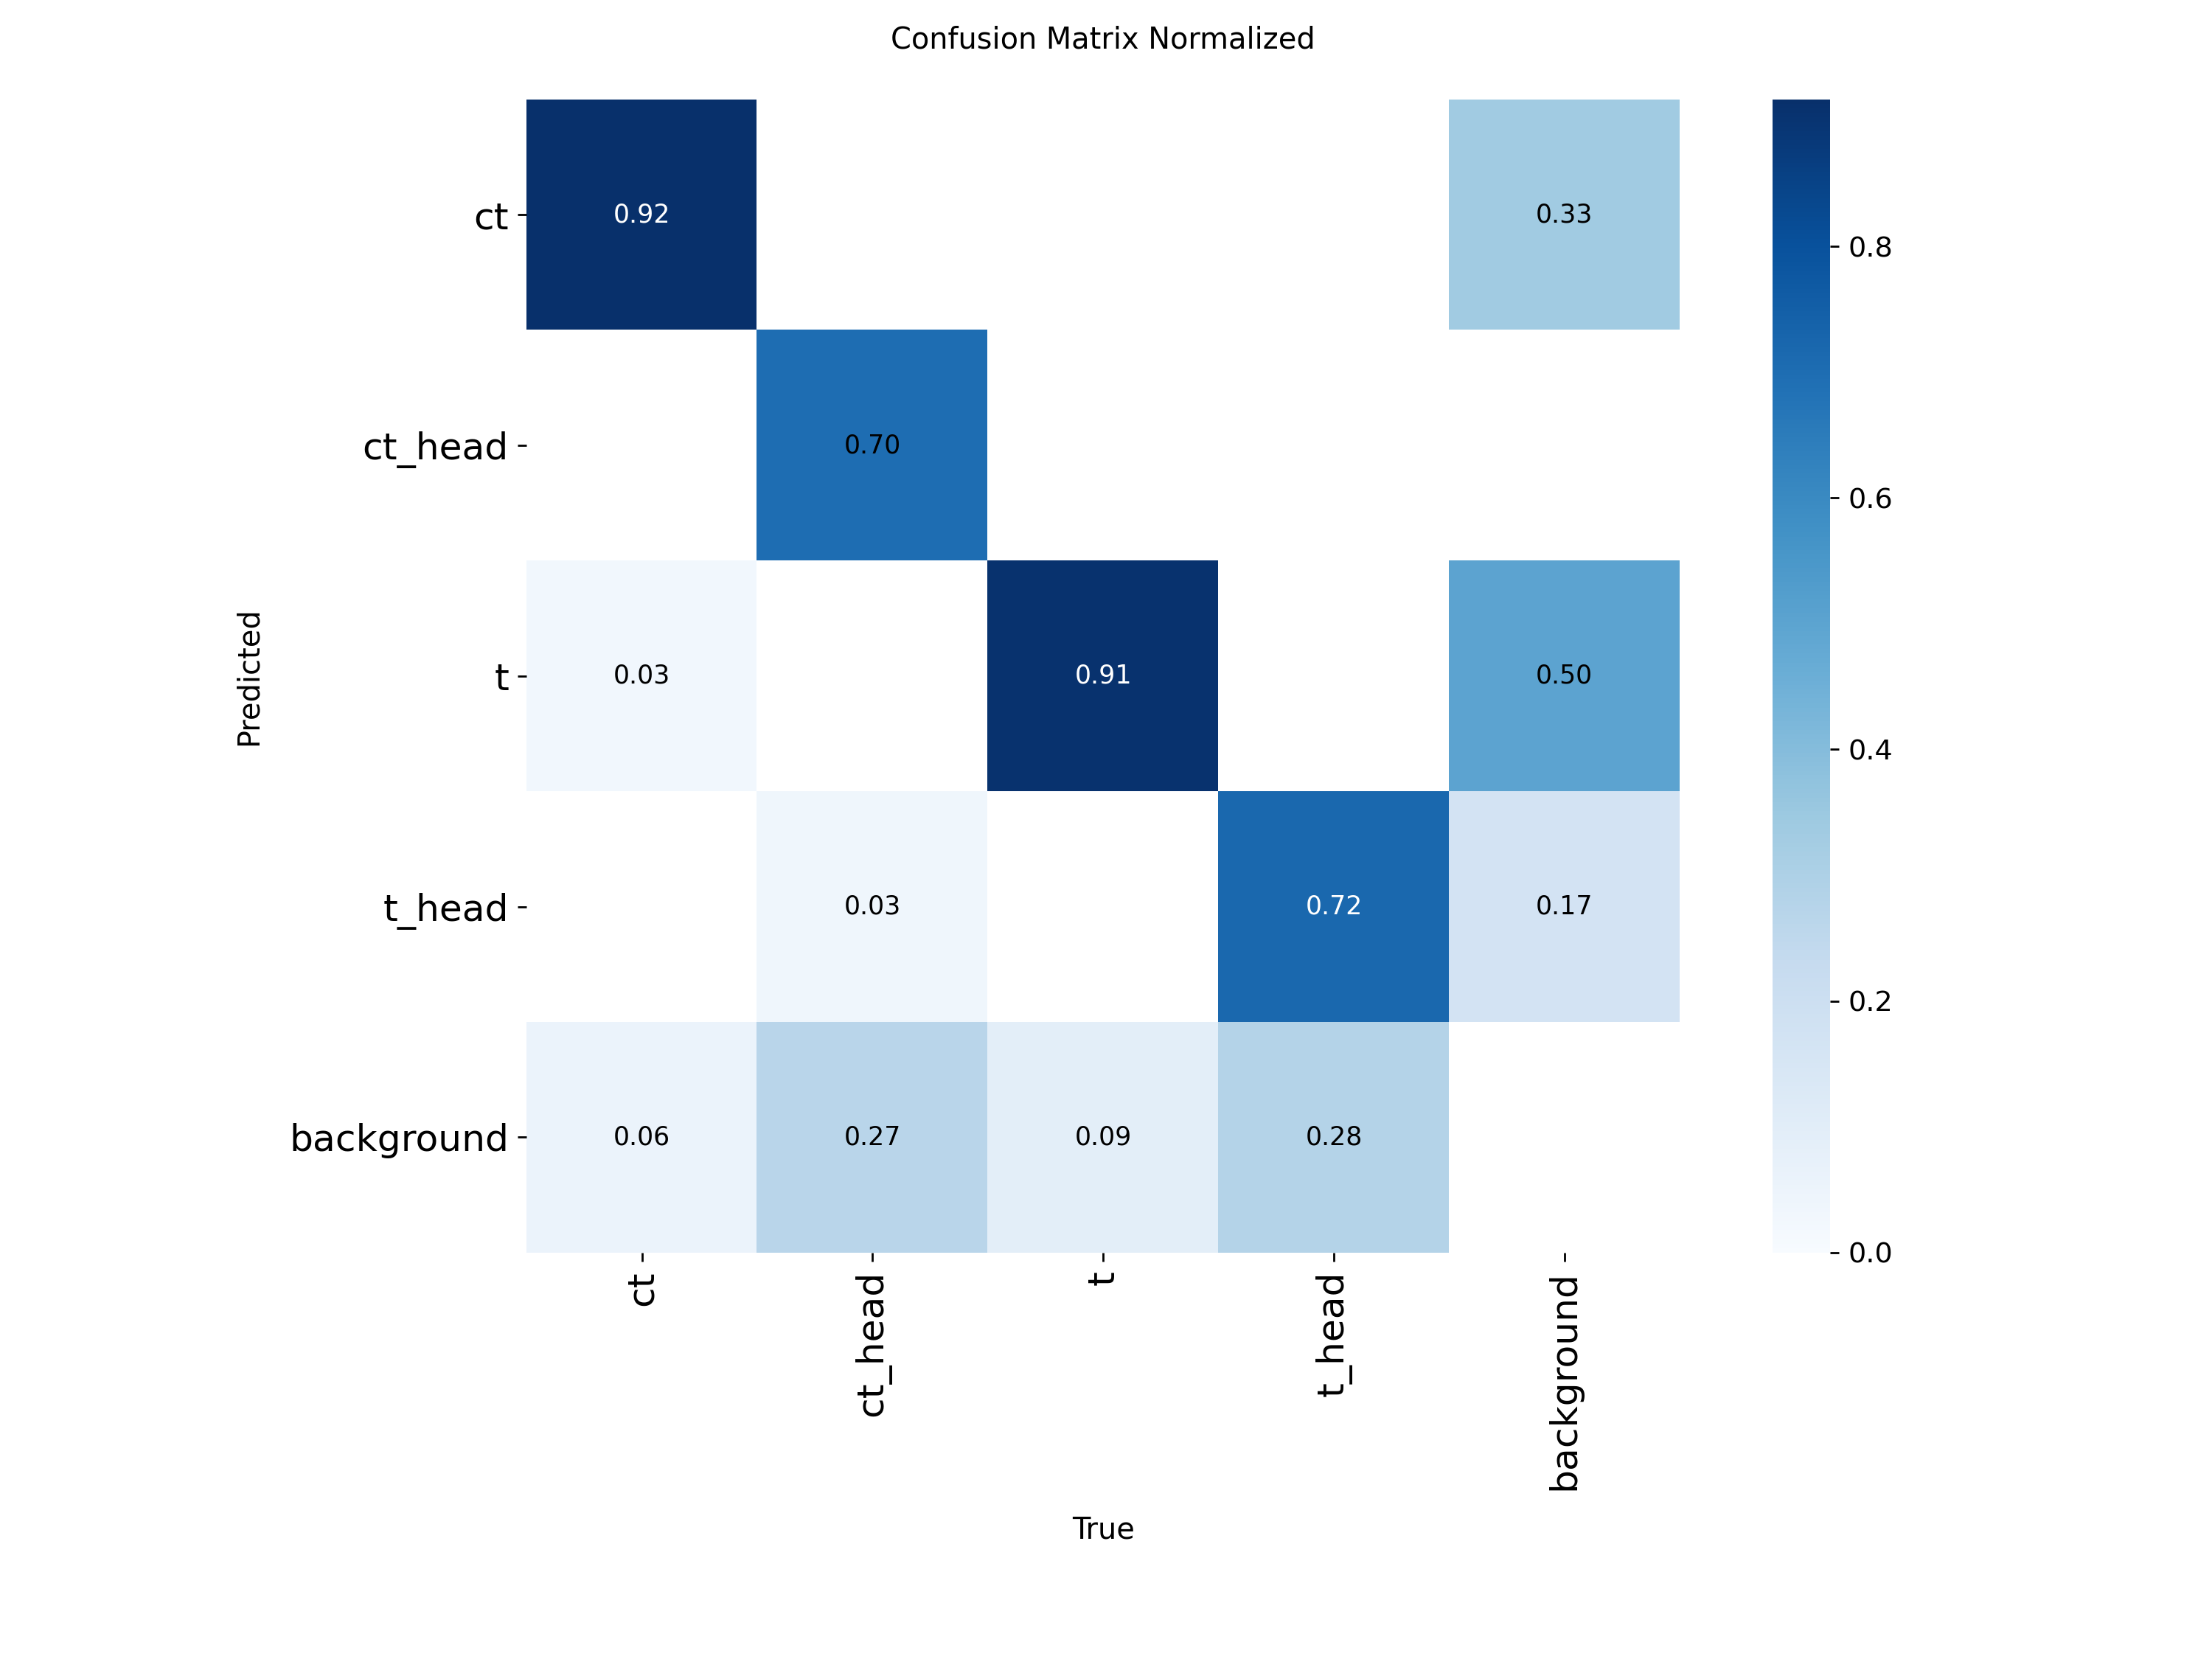 Confusion Matrix Normalized
ct
0.92
0.33
ct_head
0.70
t
0.03
0.91
0.50
t_head
0.03
0.72
0.17
background
0.06
0.27
0.09
0.28
ct
ct_head
t
t_head
background
Predicted
True
0.8
0.6
0.4
0.2
0.0